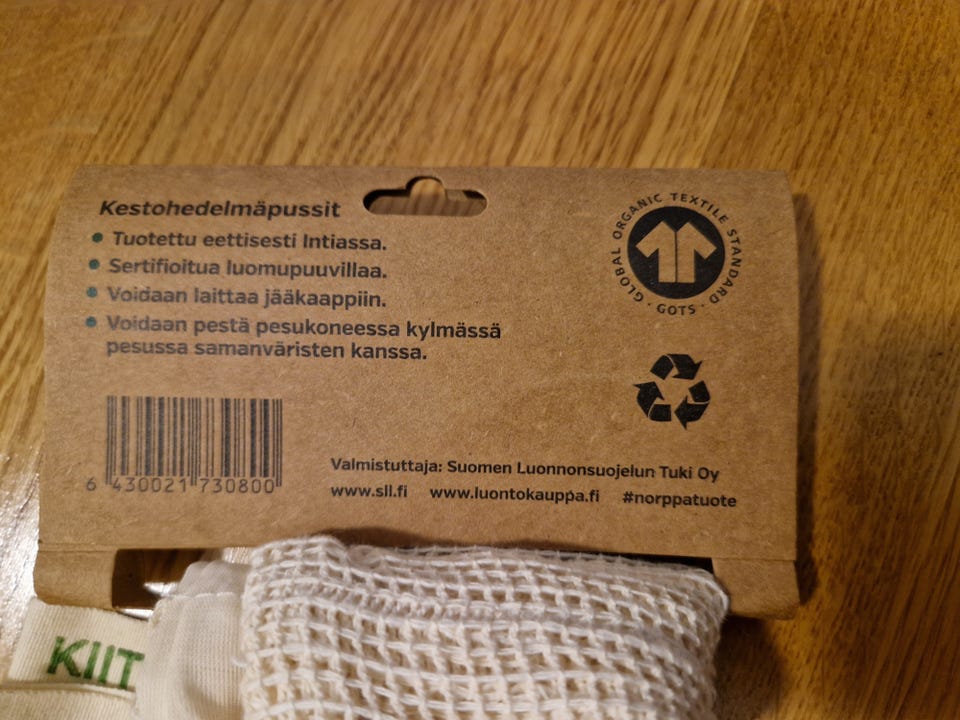 Kestohedelmäpussit
• Tuotettu eettisesti Intiassa.
• Sertifioitua luomupuuvillaa.
• Voidaan laittaa jääkaappiin.
• Voidaan pestä pesukoneessa kylmässä
pesussa samanväristen kanssa.
GLOBAL ORGANIC TEXTILE STANDARD · GOTS ·
6 430021 730800
Valmistuttaja: Suomen Luonnonsuojelun Tuki Oy
www.sll.fi www.luontokauppa.fi #norppatuote
KIIT